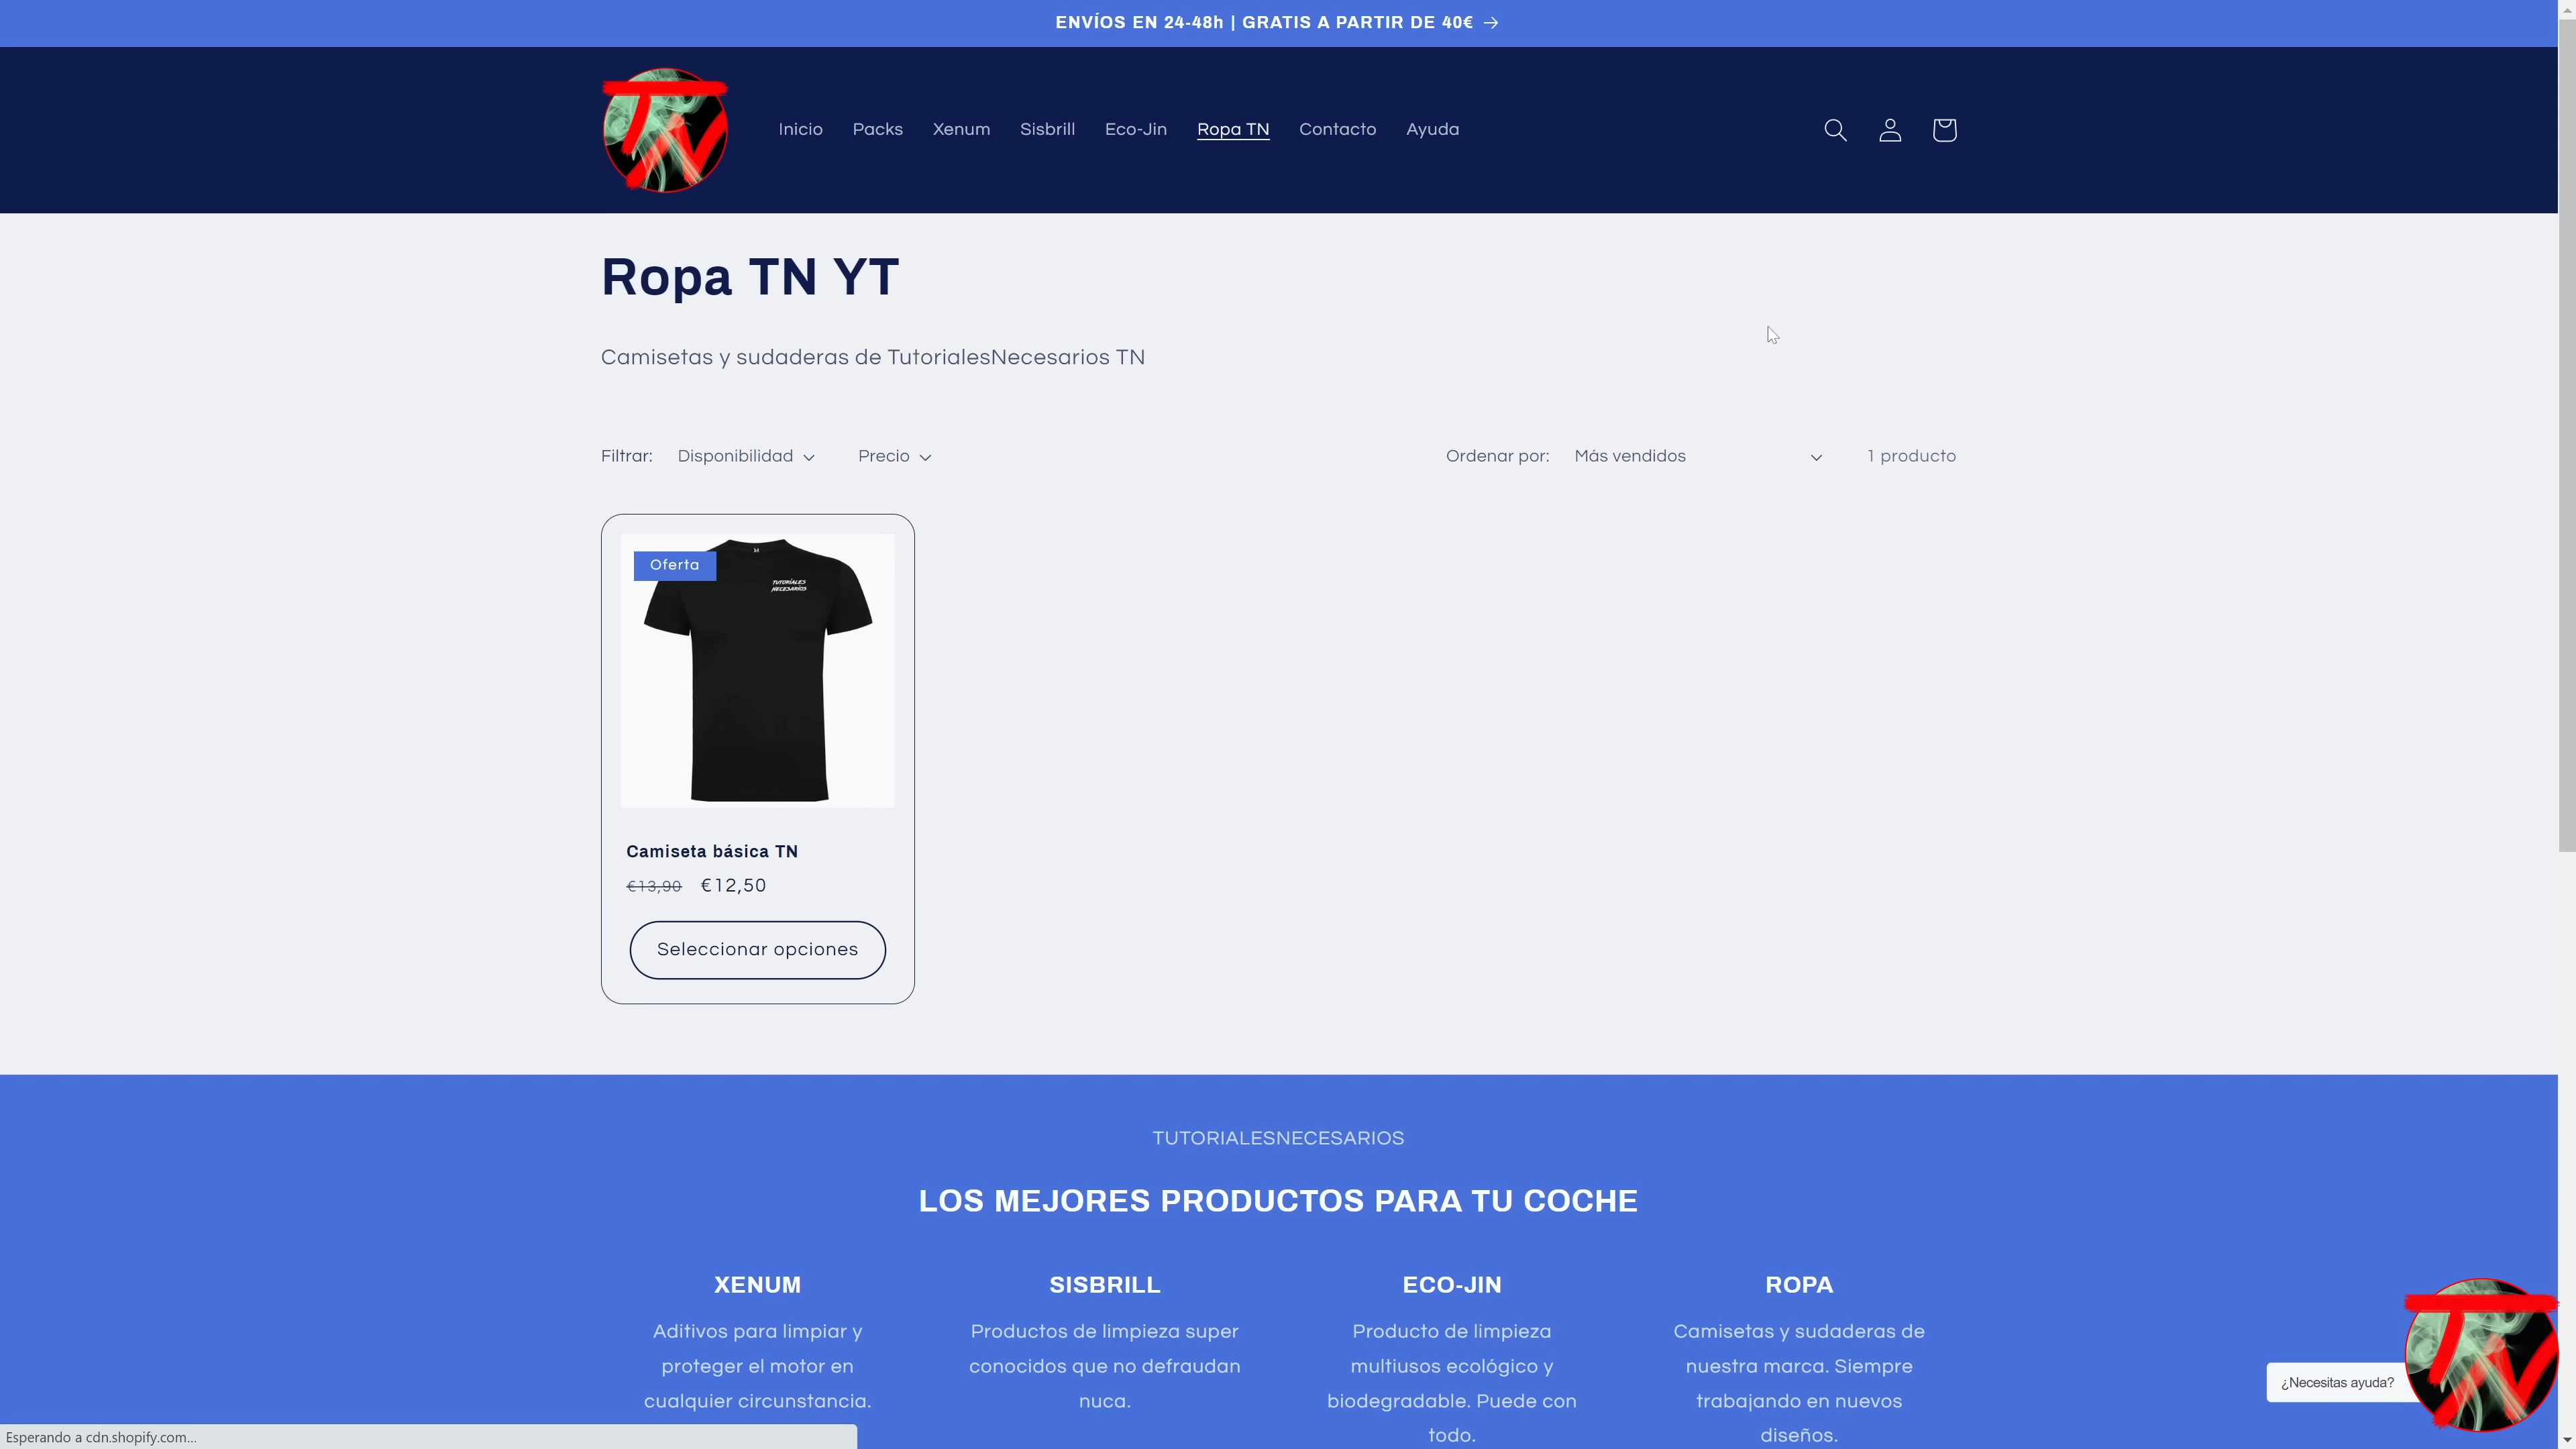 ENVÍOS EN 24-48h | GRATIS A PARTIR DE 40€
TN
Inicio
Packs
Xenum
Sisbrill
Eco-Jin
Ropa TN
Contacto
Ayuda
Ropa TN YT
Camisetas y sudaderas de TutorialesNecesarios TN
Filtrar:
Disponibilidad
Precio
Ordenar por:
Más vendidos
1 producto
Oferta
TUTORIALES
NECESARIOS
Camiseta básica TN
€13,90 €12,50
Seleccionar opciones
TUTORIALESNECESARIOS
LOS MEJORES PRODUCTOS PARA TU COCHE
XENUM
Aditivos para limpiar y
proteger el motor en
cualquier circunstancia.
SISBRILL
Productos de limpieza super
conocidos que no defraudan
nuca.
ECO-JIN
Producto de limpieza
multiusos ecológico y
biodegradable. Puede con
todo.
ROPA
Camisetas y sudaderas de
nuestra marca. Siempre
trabajando en nuevos
diseños.
¿Necesitas ayuda?
TN
Esperando a cdn.shopify.com...